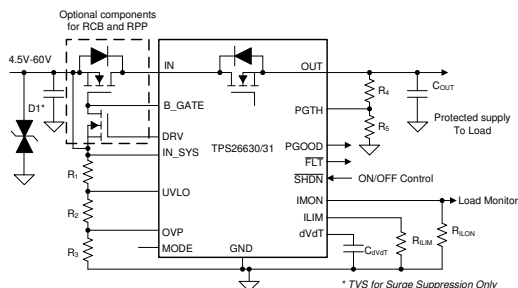 Optional components
for RCB and RPP
4.5V-60V
IN
OUT
D1*
B_GATE
DRV
IN_SYS
R1
UVLO
R2
OVP
R3
MODE
GND
TPS26630/31
R4
COUT
PGTH
R5
Protected supply
To Load
PGOOD
FLT
SHDN
ON/OFF Control
IMON
Load Monitor
ILIM
dVdT
CdVdT
RILIM
RILON
* TVS for Surge Suppression Only